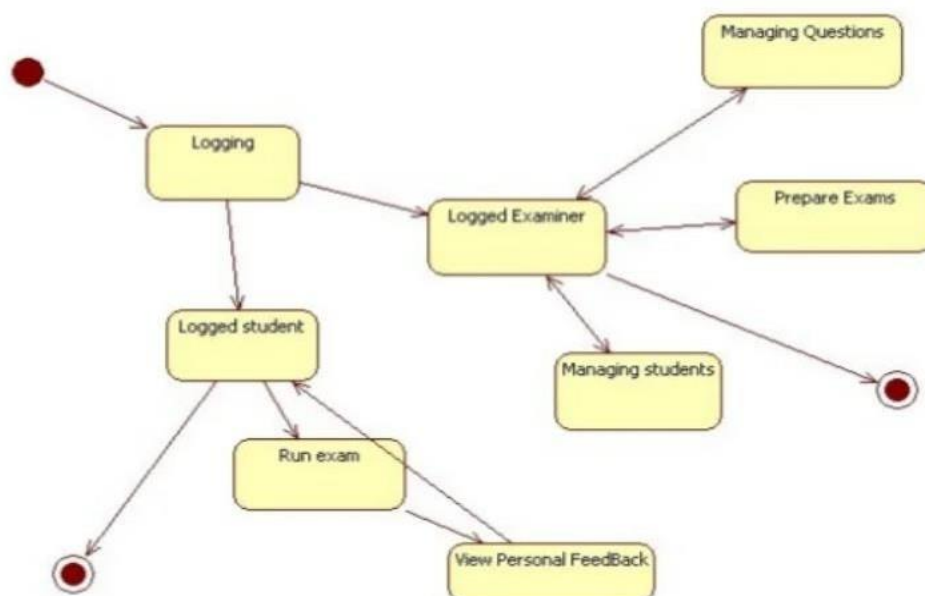 Managing Questions
Logging
Prepare Exams
Logged Examiner
Logged student
Managing students
Run exam
View Personal FeedBack